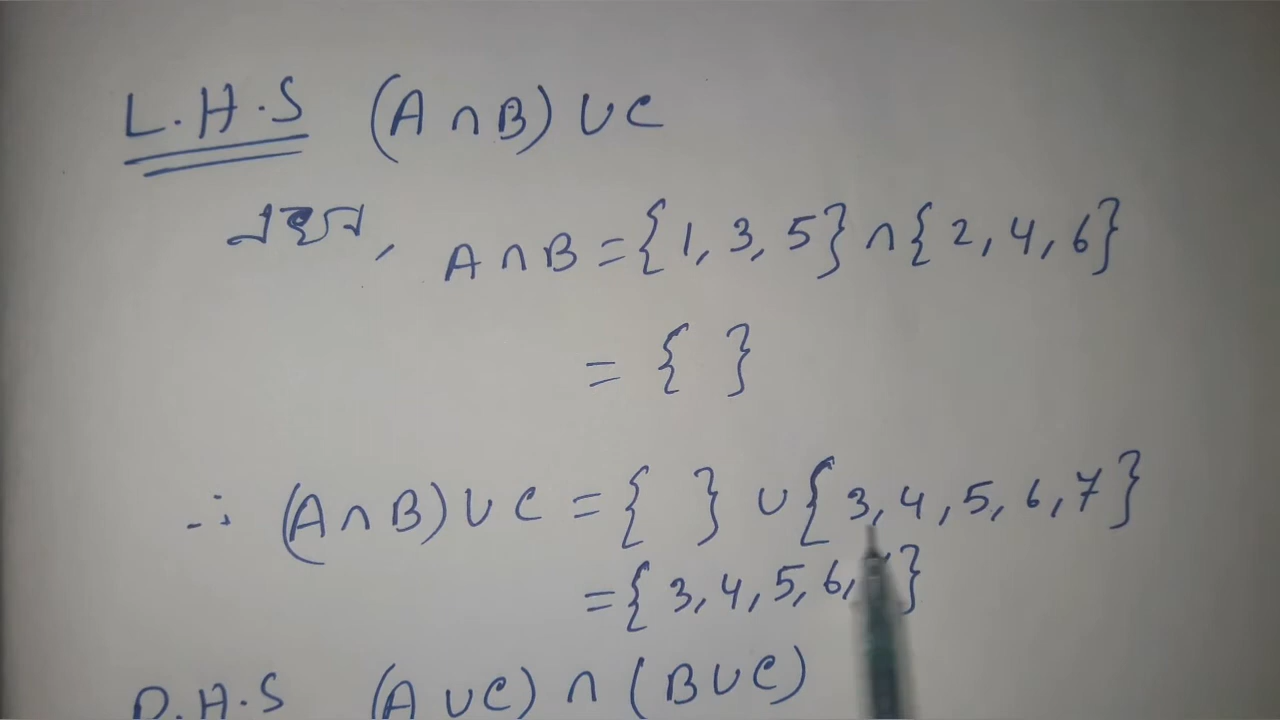 L.H.S (A∩B)∪C
এখন, A∩B = {1, 3, 5} ∩ {2, 4, 6}
= { }
∴ (A∩B)∪C = { } ∪ {3, 4, 5, 6, 7}
= {3, 4, 5, 6, }
R.H.S (A∪C) ∩ (B∪C)